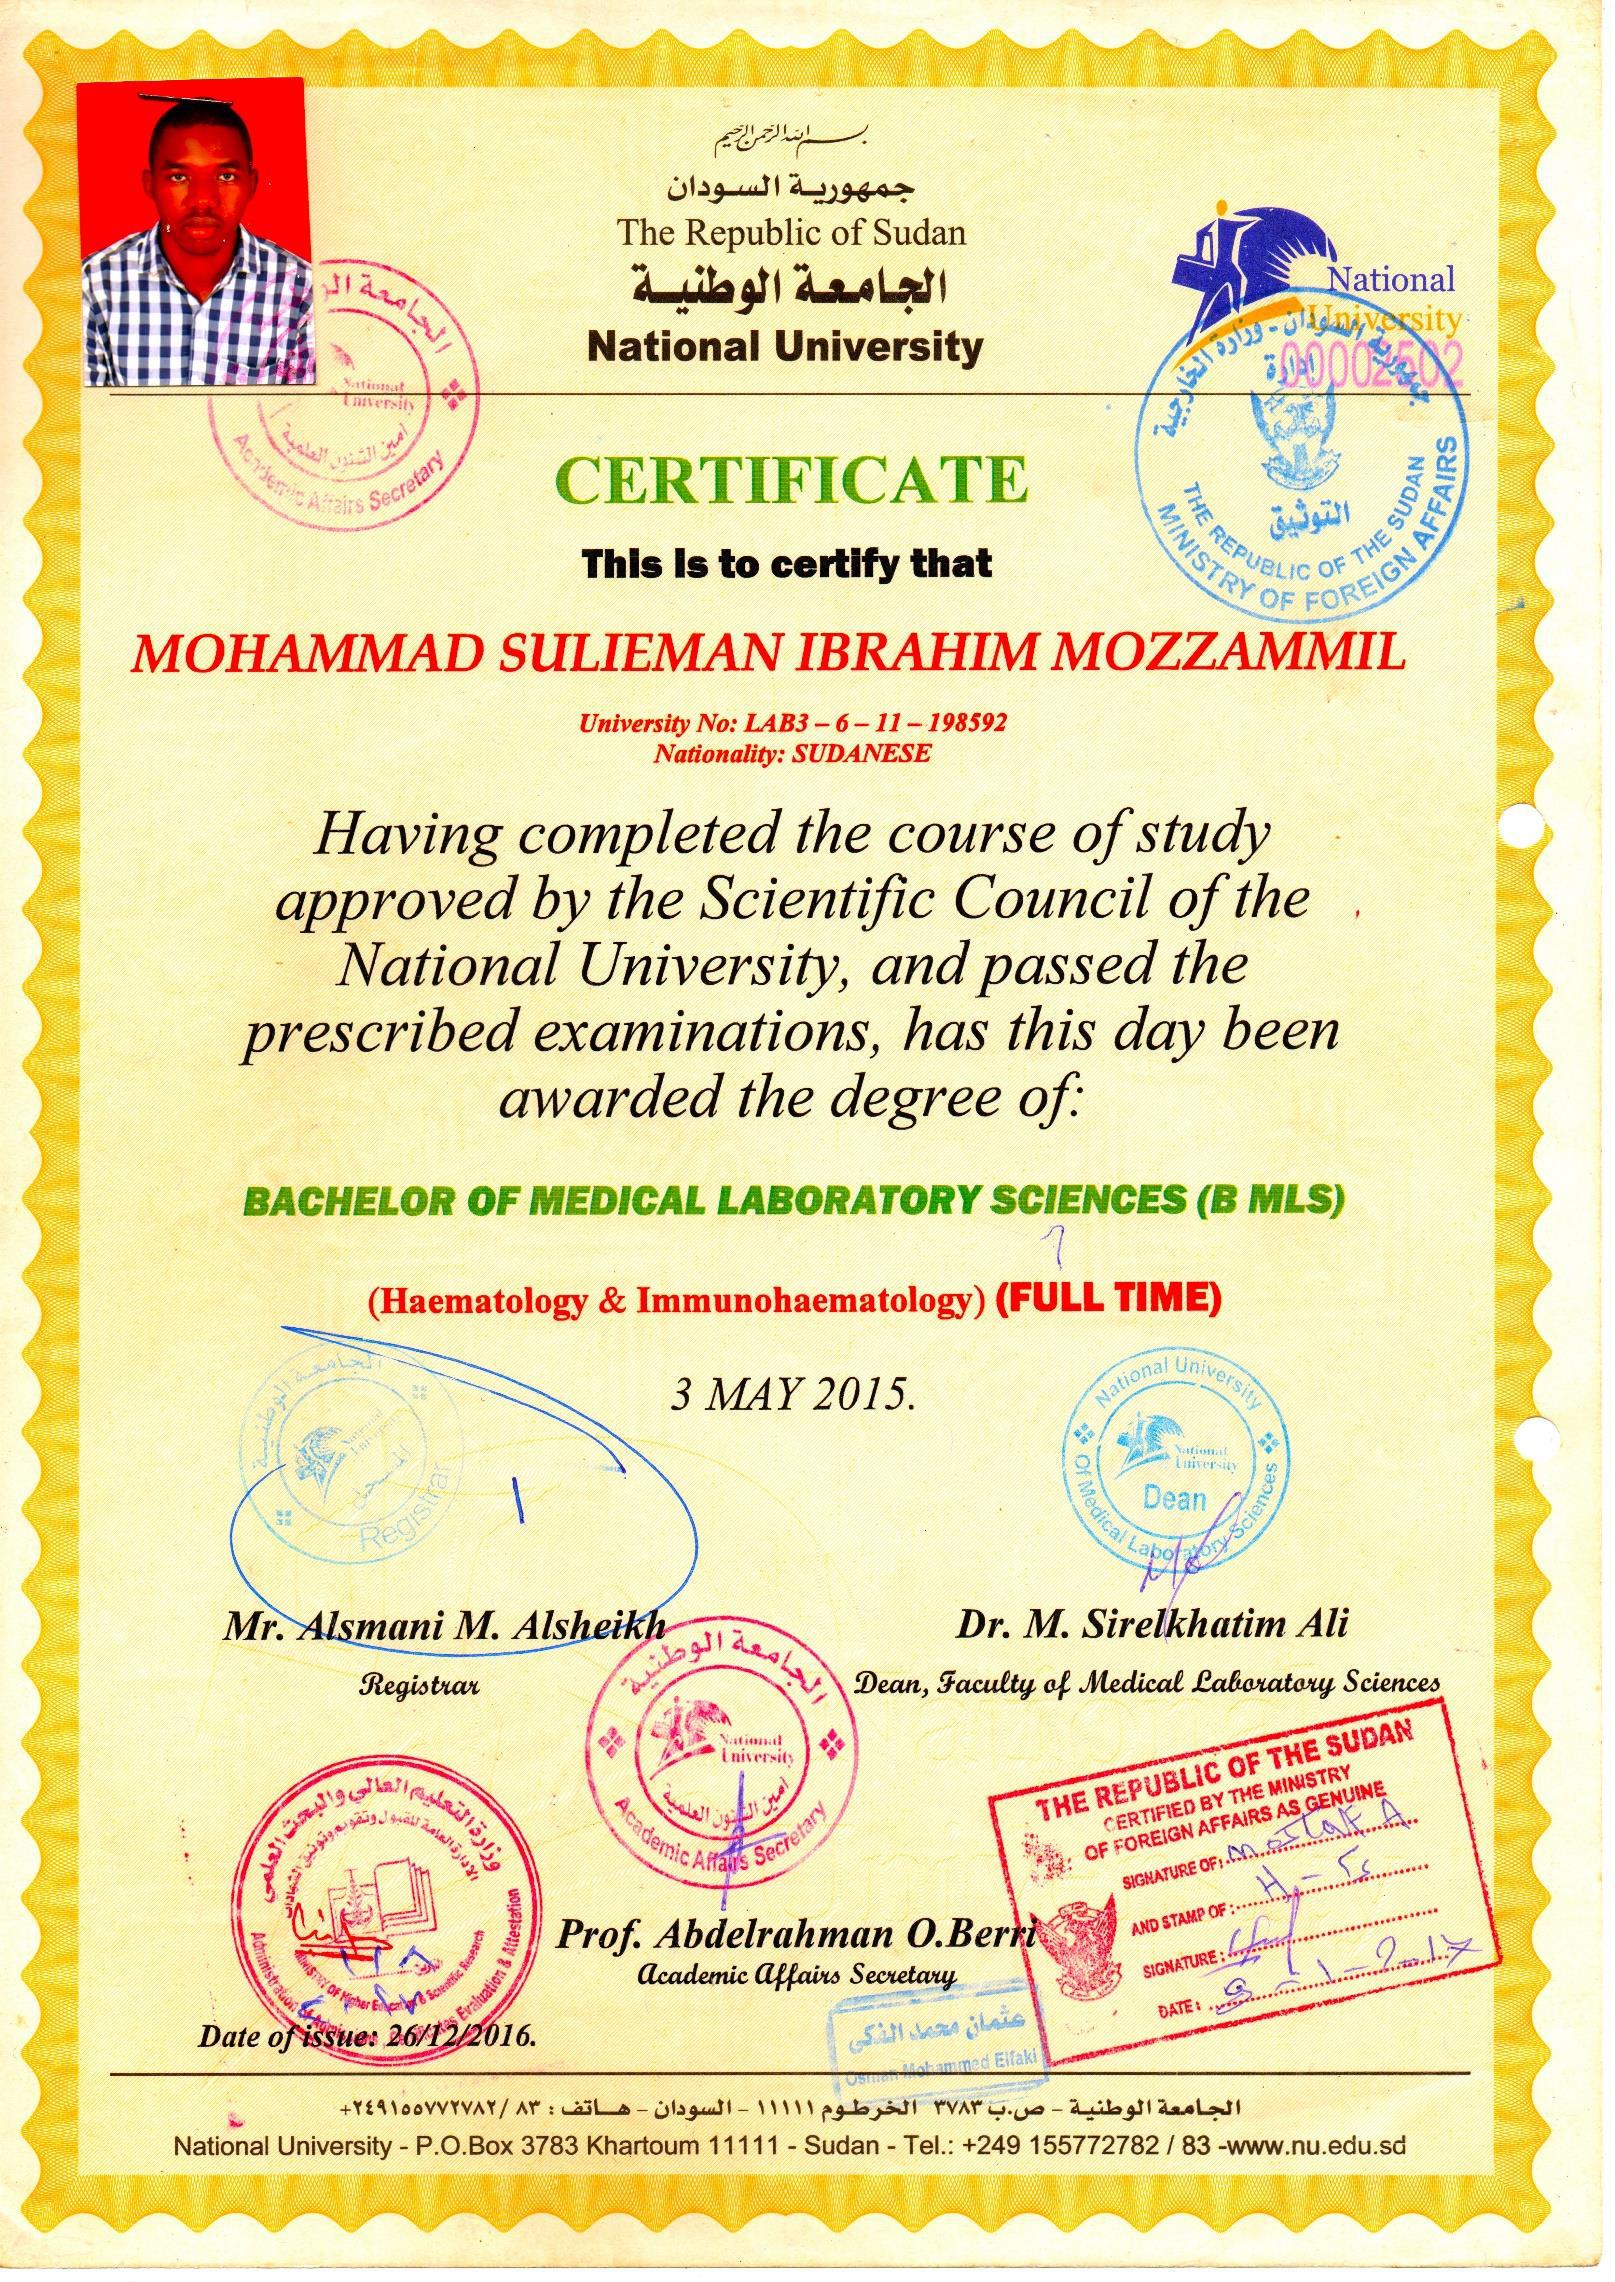 بسم الله الرحمن الرحيم
جمهورية السودان
The Republic of Sudan
الجامعة الوطنية
National University
National
University
00002502
الجامعة
National
University
أمين الشئون العلمية
Academic Affairs Secretary
جمهورية السودان - وزارة الخارجية
إدارة
التوثيق
THE REPUBLIC OF THE SUDAN
MINISTRY OF FOREIGN AFFAIRS
CERTIFICATE
This is to certify that
MOHAMMAD SULIEMAN IBRAHIM MOZZAMMIL
University No: LAB3 – 6 – 11 – 198592
Nationality: SUDANESE
Having completed the course of study
approved by the Scientific Council of the
National University, and passed the
prescribed examinations, has this day been
awarded the degree of:
BACHELOR OF MEDICAL LABORATORY SCIENCES (B MLS)
(Haematology & Immunohaematology) (FULL TIME)
3 MAY 2015.
الجامعة الوطنية
National
University
المسجل
Registrar
National University
National
University
Dean
Of Medical Laboratory Sciences
Mr. Alsmani M. Alsheikh
Dr. M. Sirelkhatim Ali
Registrar
Dean, Faculty of Medical Laboratory Sciences
الجامعة الوطنية
National
University
أمين الشئون العلمية
Academic Affairs Secretary
THE REPUBLIC OF THE SUDAN
CERTIFIED BY THE MINISTRY
OF FOREIGN AFFAIRS AS GENUINE
SIGNATURE OF:
AND STAMP OF:
SIGNATURE:
DATE:
وزارة التعليم العالي والبحث العلمي
الإدارة العامة للقبول وتقويم وتوثيق الشهادات
MINISTRY OF Higher Education & Scientific Research
Evaluation & Attestation
Prof. Abdelrahman O.Berri
Academic Affairs Secretary
Date of issue: 26/12/2016.
عثمان محمد الفكي
Osman Mohammed Elfaki
الجامعة الوطنية - ص.ب ٣٧٨٣ الخرطوم ١١١١١ - السودان - هاتف : ٨٣ /٢٤٩١٥٥٧٧٢٧٨٢+
National University - P.O.Box 3783 Khartoum 11111 - Sudan - Tel.: +249 155772782 / 83 -www.nu.edu.sd